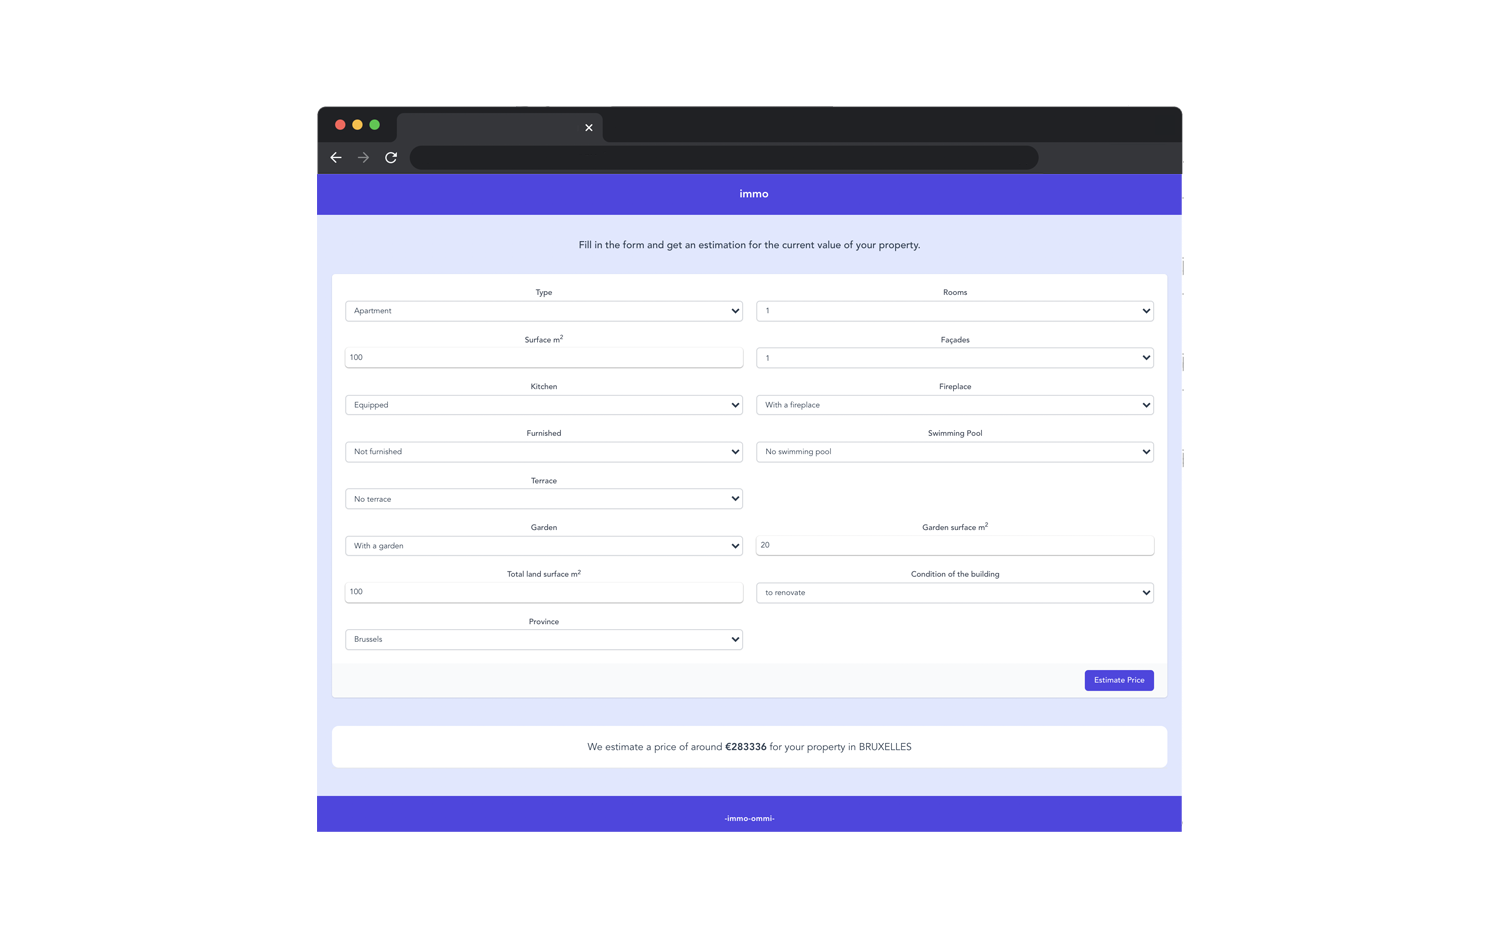 immo
Fill in the form and get an estimation for the current value of your property.
Type
Rooms
Apartment
1
Surface m²
Façades
100
1
Kitchen
Fireplace
Equipped
With a fireplace
Furnished
Swimming Pool
Not furnished
No swimming pool
Terrace
No terrace
Garden
Garden surface m²
With a garden
20
Total land surface m²
Condition of the building
100
to renovate
Province
Brussels
Estimate Price
We estimate a price of around €283336 for your property in BRUXELLES
-immo-ommi-